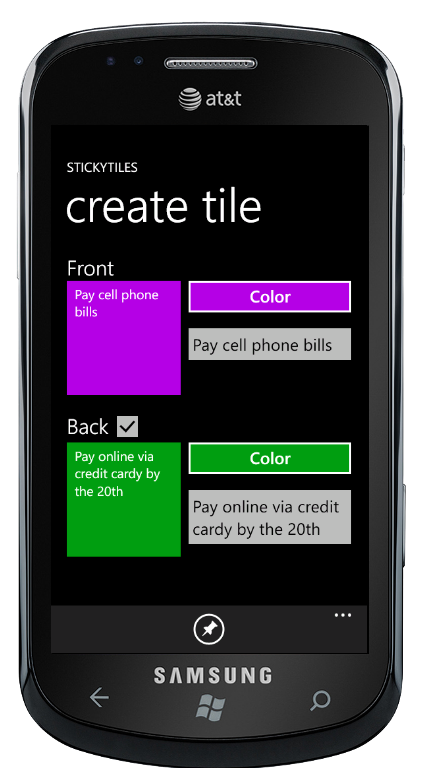 at&t
STICKYTILES
create tile
Front
Pay cell phone
bills
Color
Pay cell phone bills
Back
Pay online via
credit cardy by
the 20th
Color
Pay online via credit
cardy by the 20th
SAMSUNG